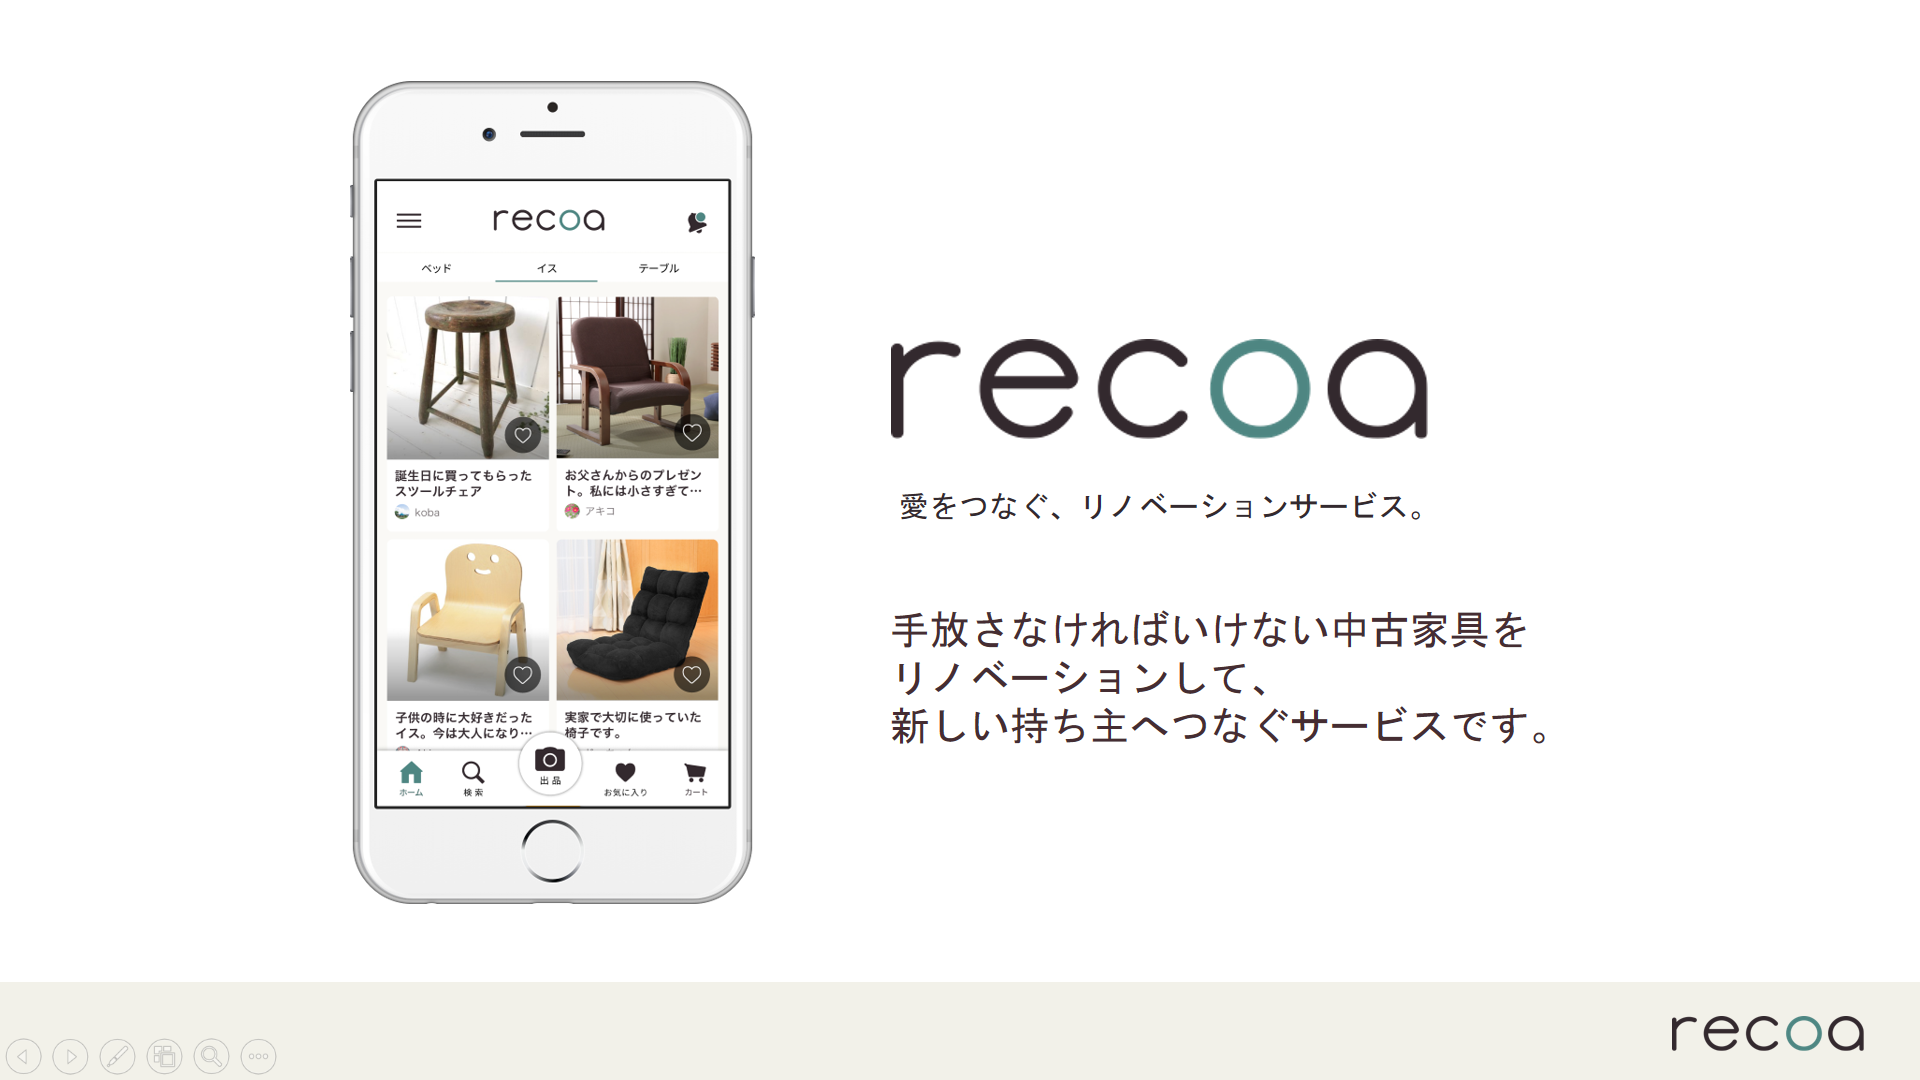 recoa
ベッド
イス
テーブル
誕生日に買ってもらった
スツールチェア
koba
お父さんからのプレゼン
ト。私には小さすぎて…
アキコ
子供の時に大好きだった
イス。今は大人になり…
実家で大切に使っていた
椅子です。
ホーム
検索
出品
お気に入り
カート
recoa
愛をつなぐ、リノベーションサービス。
手放さなければいけない中古家具を
リノベーションして、
新しい持ち主へつなぐサービスです。
recoa